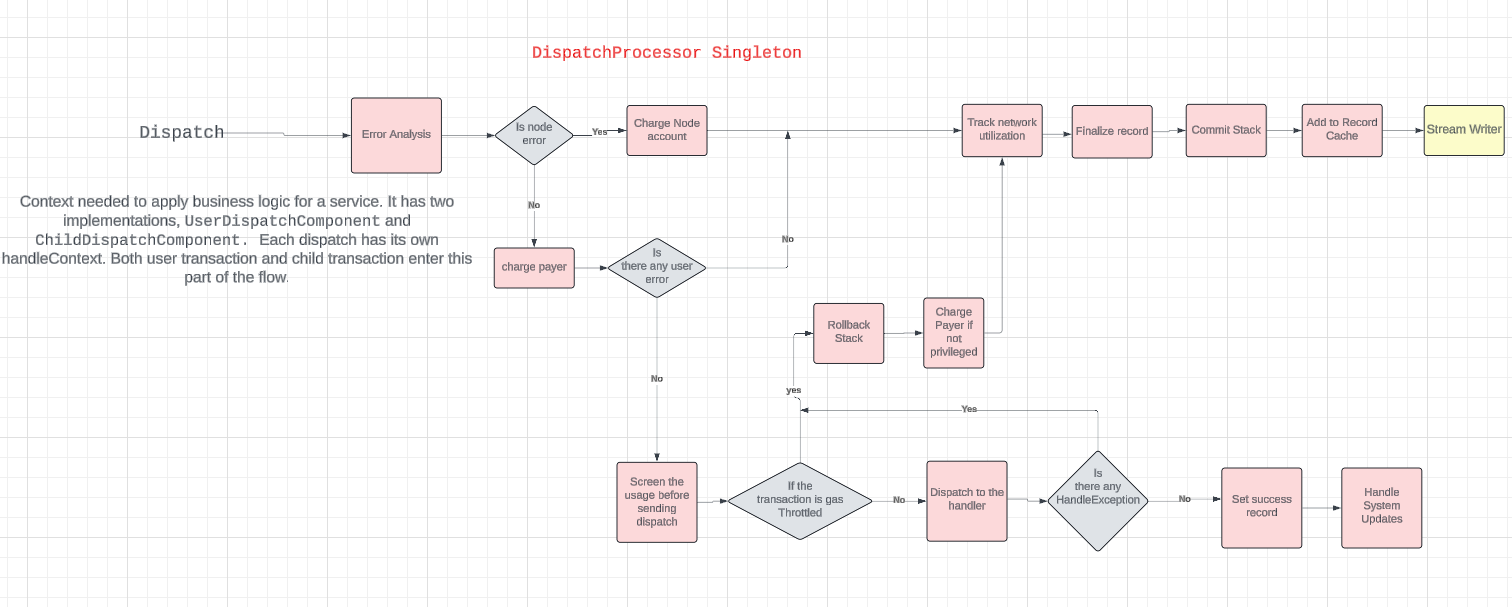 DispatchProcessor Singleton
Dispatch
Error Analysis
Is node
error
Yes
Charge Node
account
Track network
utilization
Finalize record
Commit Stack
Add to Record
Cache
Stream Writer
Context needed to apply business logic for a service. It has two
implementations, UserDispatchComponent and
ChildDispatchComponent. Each dispatch has its own
handleContext. Both user transaction and child transaction enter this
part of the flow.
No
charge payer
Is
there any user
error
No
Rollback
Stack
Charge
Payer if
not
privileged
No
yes
Yes
Screen the
usage before
sending
dispatch
If the
transaction is gas
Throttled
No
Dispatch to the
handler
Is
there any
HandleException
No
Set success
record
Handle
System
Updates